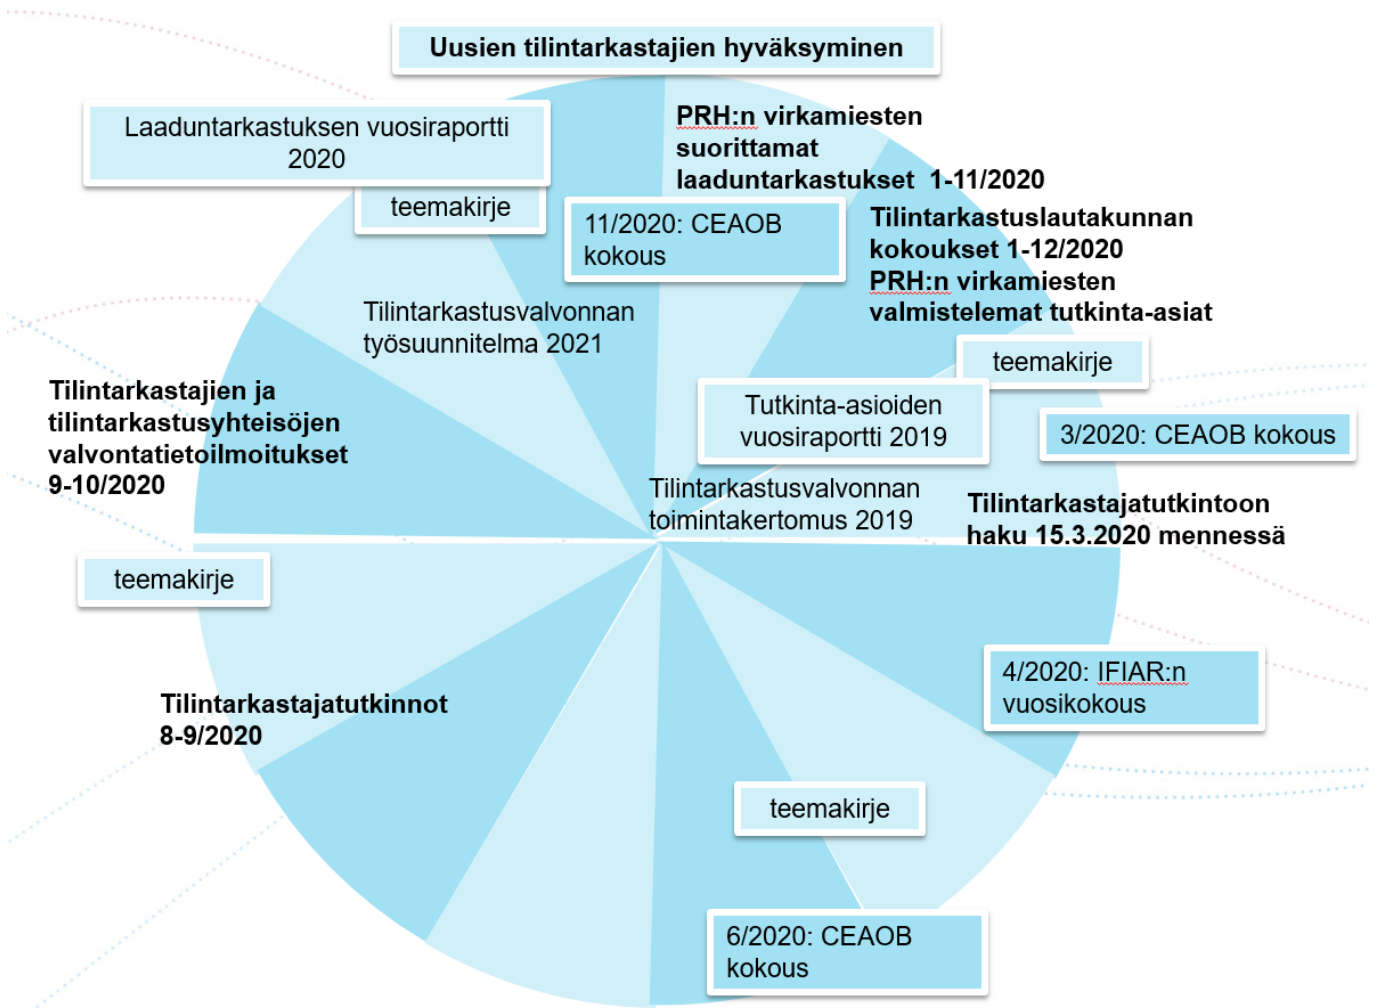 Uusien tilintarkastajien hyväksyminen
Laaduntarkastuksen vuosiraportti
2020
teemakirje
PRH:n virkamiesten
suorittamat
laaduntarkastukset 1-11/2020
11/2020: CEAOB
kokous
Tilintarkastuslautakunnan
kokoukset 1-12/2020
PRH:n virkamiesten
valmistelemat tutkinta-asiat
Tilintarkastusvalvonnan
työsuunnitelma 2021
teemakirje
Tutkinta-asioiden
vuosiraportti 2019
3/2020: CEAOB kokous
Tilintarkastajien ja
tilintarkastusyhteisöjen
valvontatietoilmoitukset
9-10/2020
Tilintarkastusvalvonnan
toimintakertomus 2019
Tilintarkastajatutkintoon
haku 15.3.2020 mennessä
teemakirje
4/2020: IFIAR:n
vuosikokous
Tilintarkastajatutkinnot
8-9/2020
teemakirje
6/2020: CEAOB
kokous